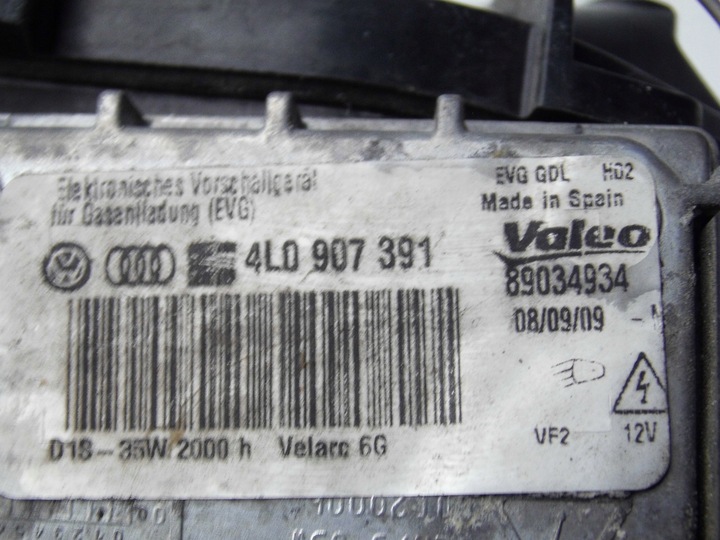 Elektronisches Vorschaltgerät
für Gasentladung (EVG)
EVG GDL HD2
Made in Spain
4L0 907 391
Valeo
89034934
08/09/09
D1S-35W 2000 h Velarc 6G
VF2 12V